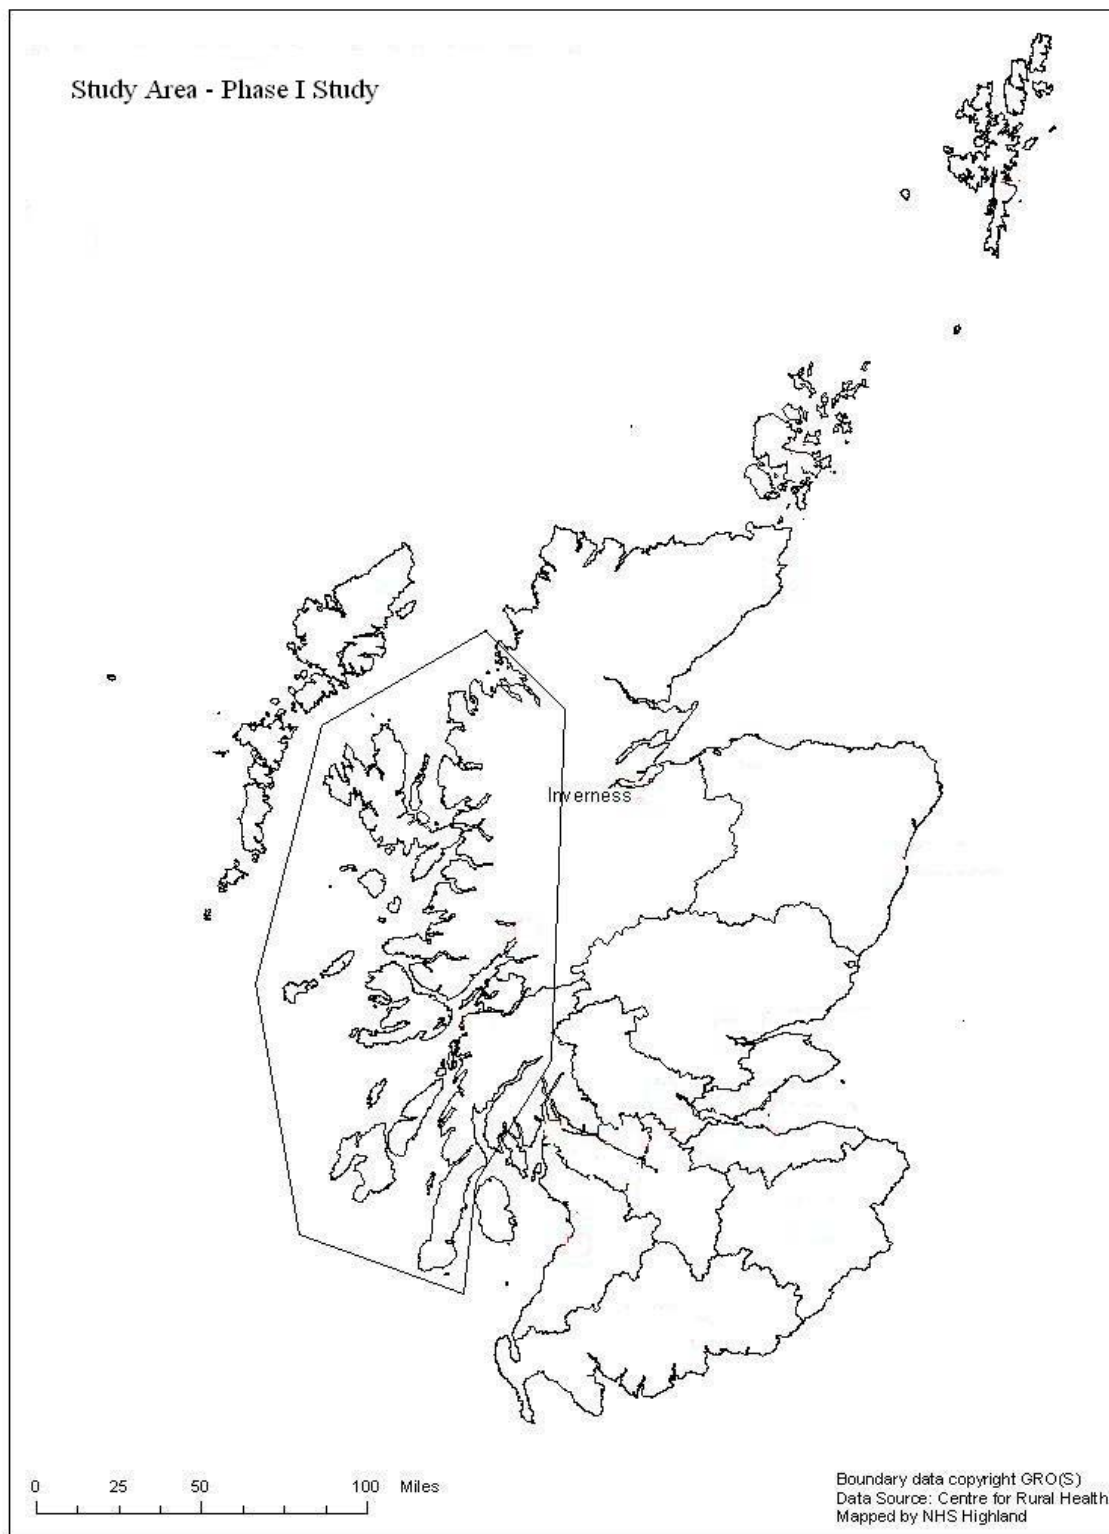 Study Area - Phase I Study
Inverness
0 25 50 100 Miles
Boundary data copyright GRO(S)
Data Source: Centre for Rural Health
Mapped by NHS Highland